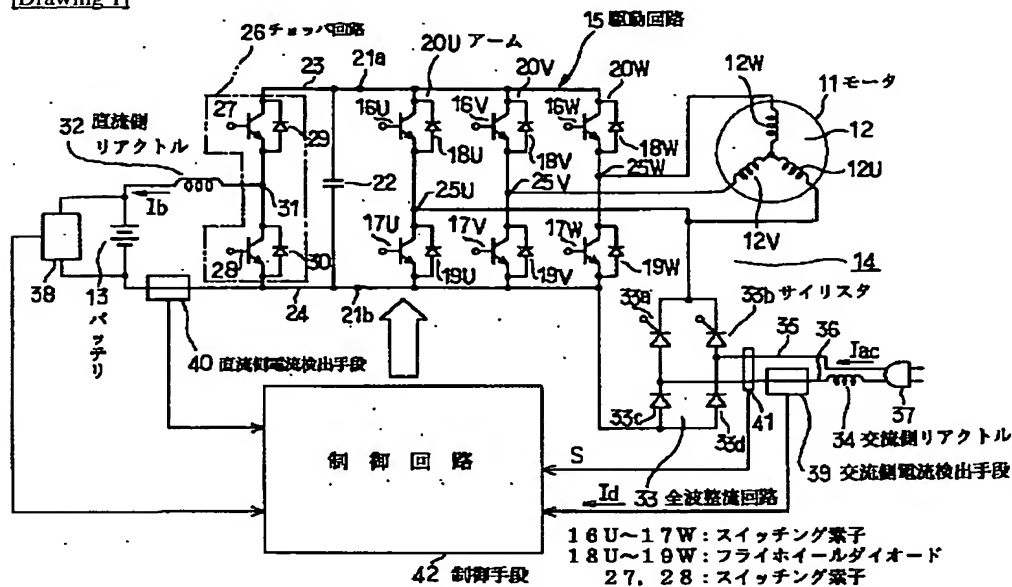 [Drawing 1]
26 チョッパ回路
23
21a
20U アーム
15 駆動回路
20V
20W
12W
11 モータ
12
12U
12V
27
29
16U
16V
16W
18U
18V
18W
32 直流側
リアクトル
22
25U
25V
25W
31
Ib
38
13 バッテリ
28
30
17U
17V
17W
19U
19V
19W
14
24
21b
33a
33b サイリスタ
35
36
Iac
37
40 直流側電流検出手段
33c
33d
41
34 交流側リアクトル
39 交流側電流検出手段
制御回路
S
Id
33 全波整流回路
42 制御手段
16U~17W:スイッチング素子
18U~19W:フライホイールダイオード
27,28:スイッチング素子